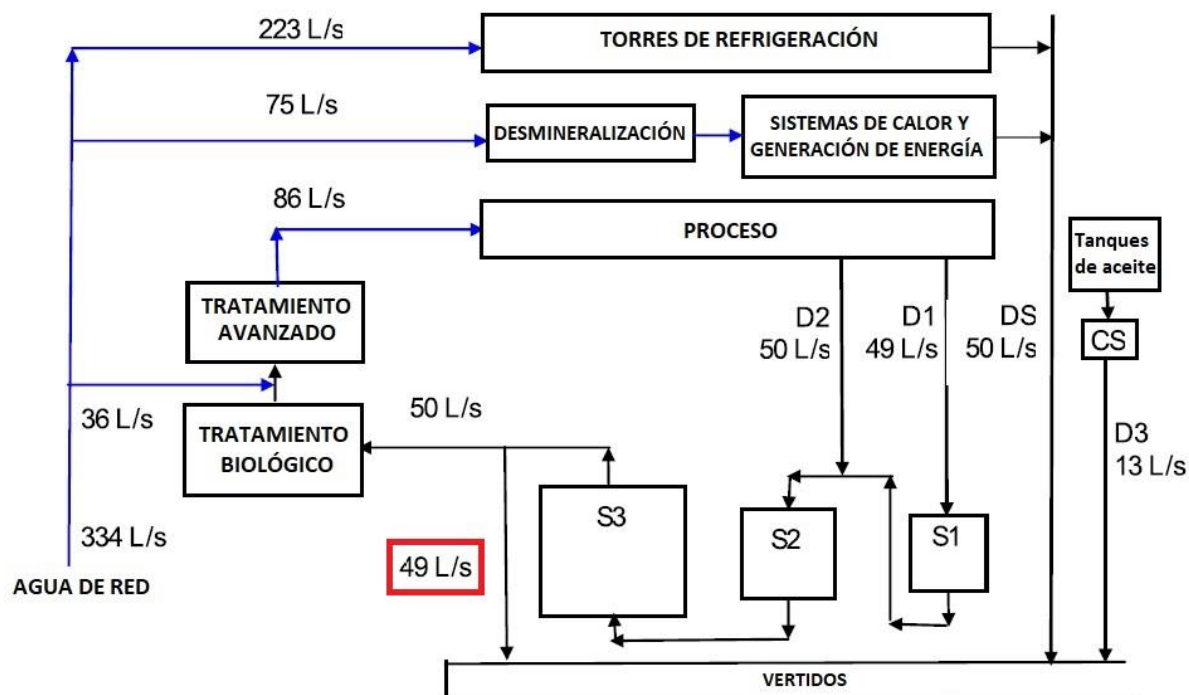 223 L/s
TORRES DE REFRIGERACIÓN
75 L/s
DESMINERALIZACIÓN
SISTEMAS DE CALOR Y
GENERACIÓN DE ENERGÍA
86 L/s
PROCESO
Tanques
de aceite
TRATAMIENTO
AVANZADO
D2
50 L/s
D1
49 L/s
DS
50 L/s
CS
36 L/s
TRATAMIENTO
BIOLÓGICO
50 L/s
D3
13 L/s
S3
S2
S1
334 L/s
49 L/s
AGUA DE RED
VERTIDOS